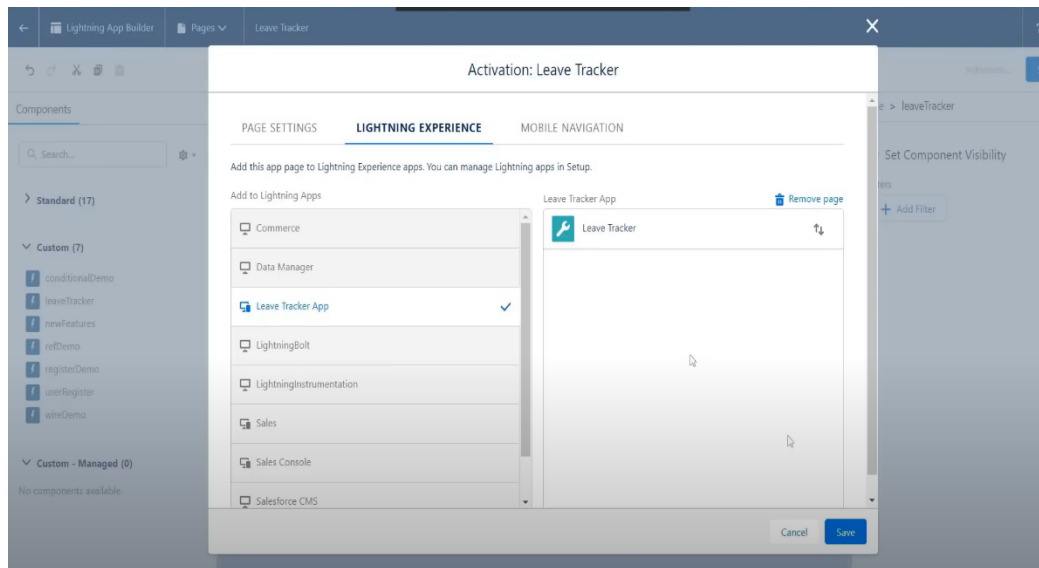 Lightning App Builder
Pages
Leave Tracker
Activation: Leave Tracker
Components
Search...
Standard (17)
Custom (7)
conditionalDemo
leaveTracker
newFeatures
refDemo
registerDemo
userRegister
wireDemo
Custom - Managed (0)
No components available.
PAGE SETTINGS
LIGHTNING EXPERIENCE
MOBILE NAVIGATION
Add this app page to Lightning Experience apps. You can manage Lightning apps in Setup.
Add to Lightning Apps
Commerce
Data Manager
Leave Tracker App
LightningBolt
LightningInstrumentation
Sales
Sales Console
Salesforce CMS
Leave Tracker App
Remove page
Leave Tracker
Cancel
Save
> leaveTracker
Set Component Visibility
Add Filter